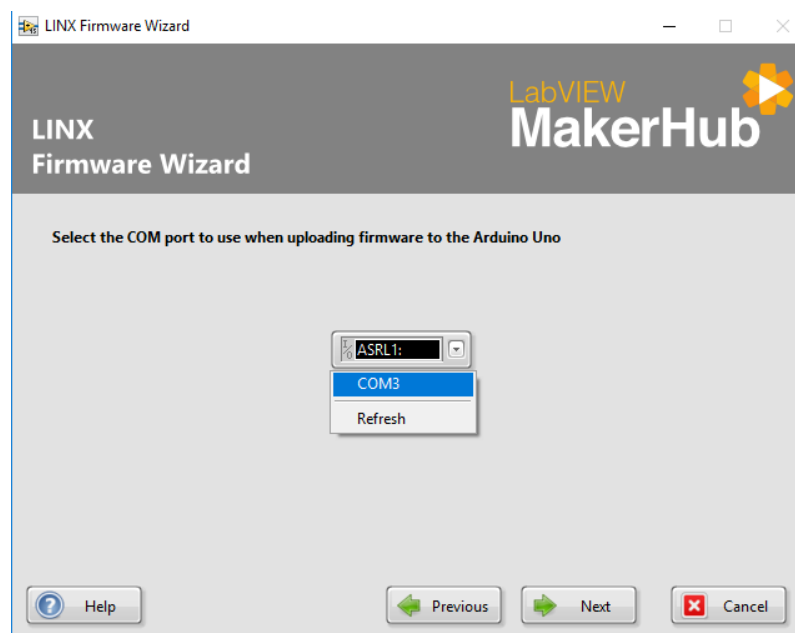 LINX Firmware Wizard
LabVIEW
MakerHub
LINX
Firmware Wizard
Select the COM port to use when uploading firmware to the Arduino Uno
I/O ASRL1:
COM3
Refresh
Help
Previous
Next
Cancel